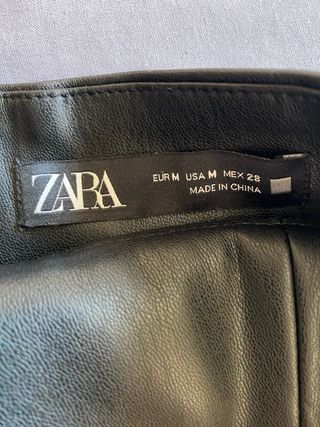 ZARA
EUR M USA M MEX 28
MADE IN CHINA